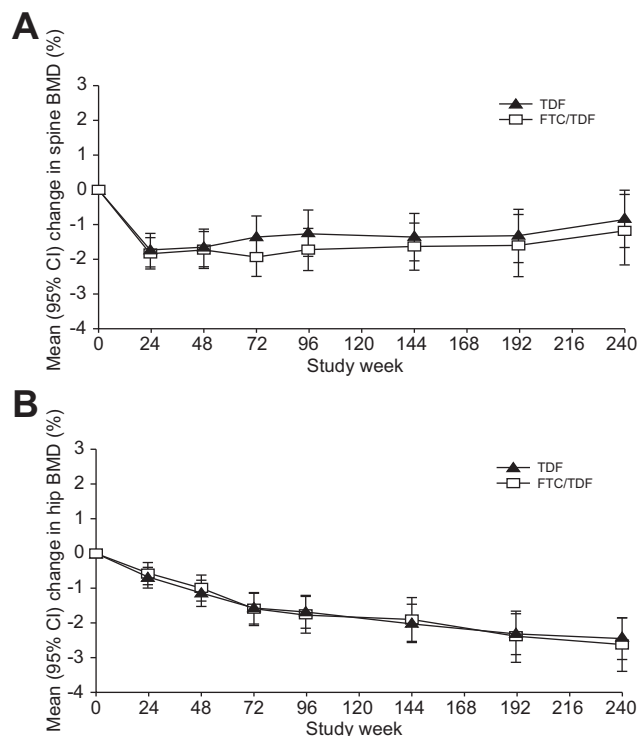 A
Mean (95% CI) change in spine BMD (%)
3
2
1
0
-1
-2
-3
-4
TDF
FTC/TDF
0 24 48 72 96 120 144 168 192 216 240
Study week
B
Mean (95% CI) change in hip BMD (%)
3
2
1
0
-1
-2
-3
-4
TDF
FTC/TDF
0 24 48 72 96 120 144 168 192 216 240
Study week